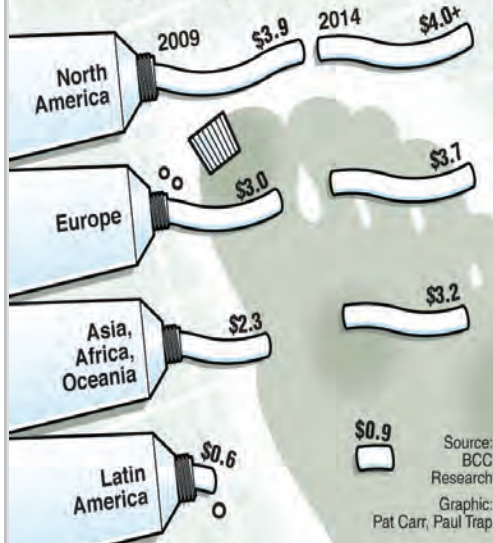 2009
$3.9
2014
$4.0+
North
America
$3.0
$3.7
Europe
$2.3
$3.2
Asia,
Africa,
Oceania
$0.6
$0.9
Latin
America
Source:
BCC
Research
Graphic:
Pat Carr, Paul Trap